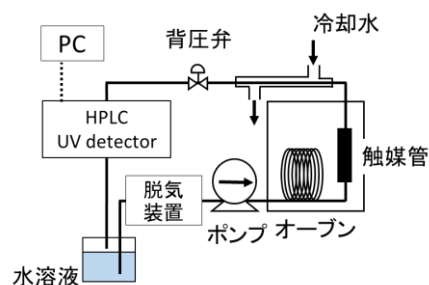 冷却水
背圧弁
PC
HPLC
UV detector
触媒管
脱気
装置
ポンプ
オーブン
水溶液